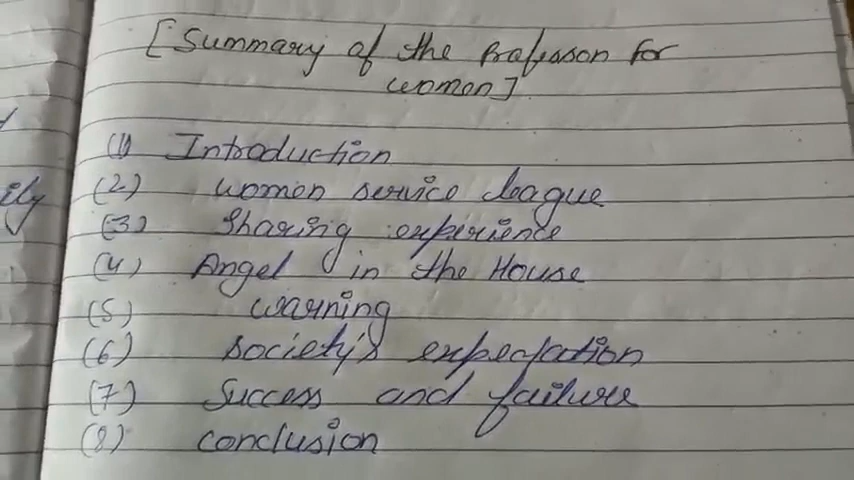 [Summary of the Profession for
women]
(1) Introduction
(2) women service league
(3) Sharing experience
(4) Angel in the House
ily
(5) warning
(6) society's expectation
(7) Success and failure
(8) conclusion